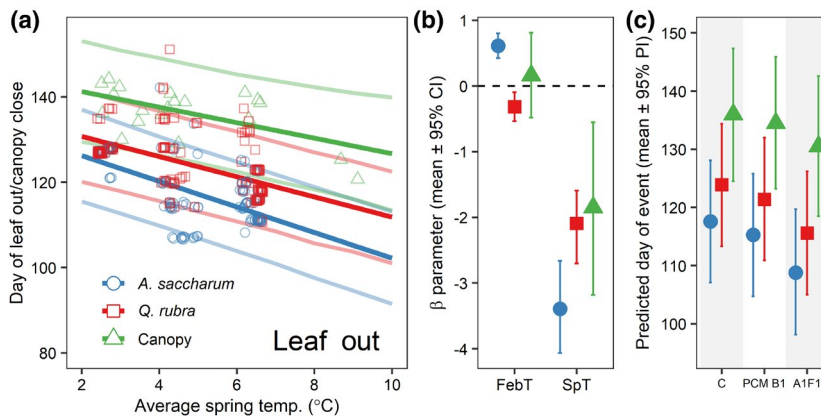 (a)
Day of leaf out/canopy close
140
120
100
80
A. saccharum
Q. rubra
Canopy
Leaf out
2 4 6 8 10
Average spring temp. (°C)
(b)
β parameter (mean ± 95% CI)
1
0
-1
-2
-3
-4
FebT SpT
(c)
Predicted day of event (mean ± 95% PI)
150
140
130
120
110
100
C PCM B1 A1F1